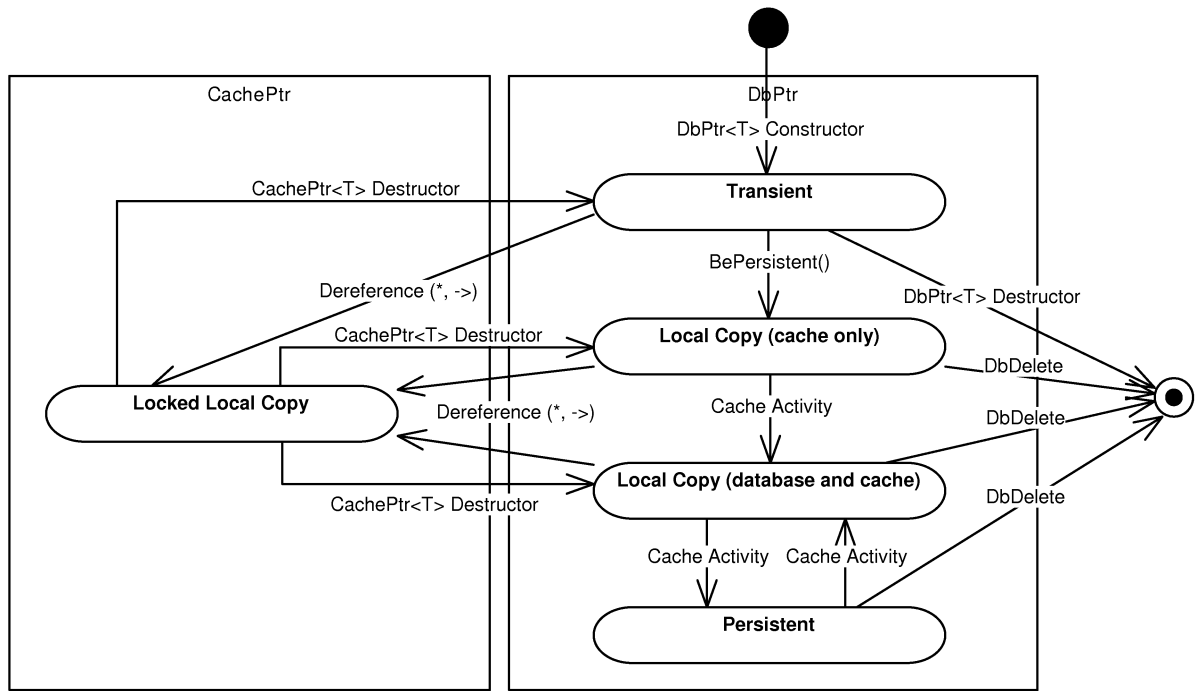 CachePtr
DbPtr
DbPtr<T> Constructor
CachePtr<T> Destructor
Transient
BePersistent()
Dereference (*, ->)
DbPtr<T> Destructor
CachePtr<T> Destructor
Local Copy (cache only)
DbDelete
Locked Local Copy
Dereference (*, ->)
Cache Activity
DbDelete
Local Copy (database and cache)
CachePtr<T> Destructor
DbDelete
Cache Activity
Cache Activity
Persistent